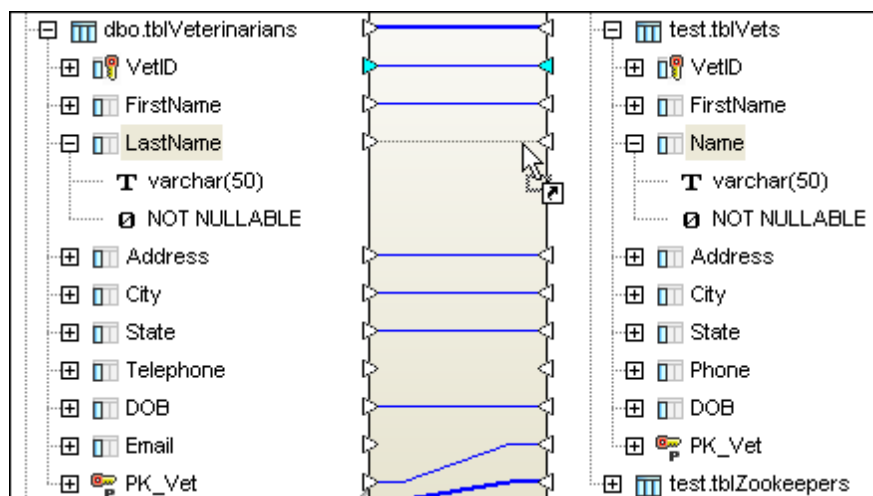 dbo.tblVeterinarians
VetID
FirstName
LastName
T varchar(50)
Ø NOT NULLABLE
Address
City
State
Telephone
DOB
Email
P PK_Vet
test.tblVets
VetID
FirstName
Name
T varchar(50)
Ø NOT NULLABLE
Address
City
State
Phone
DOB
P PK_Vet
test.tblZookeepers